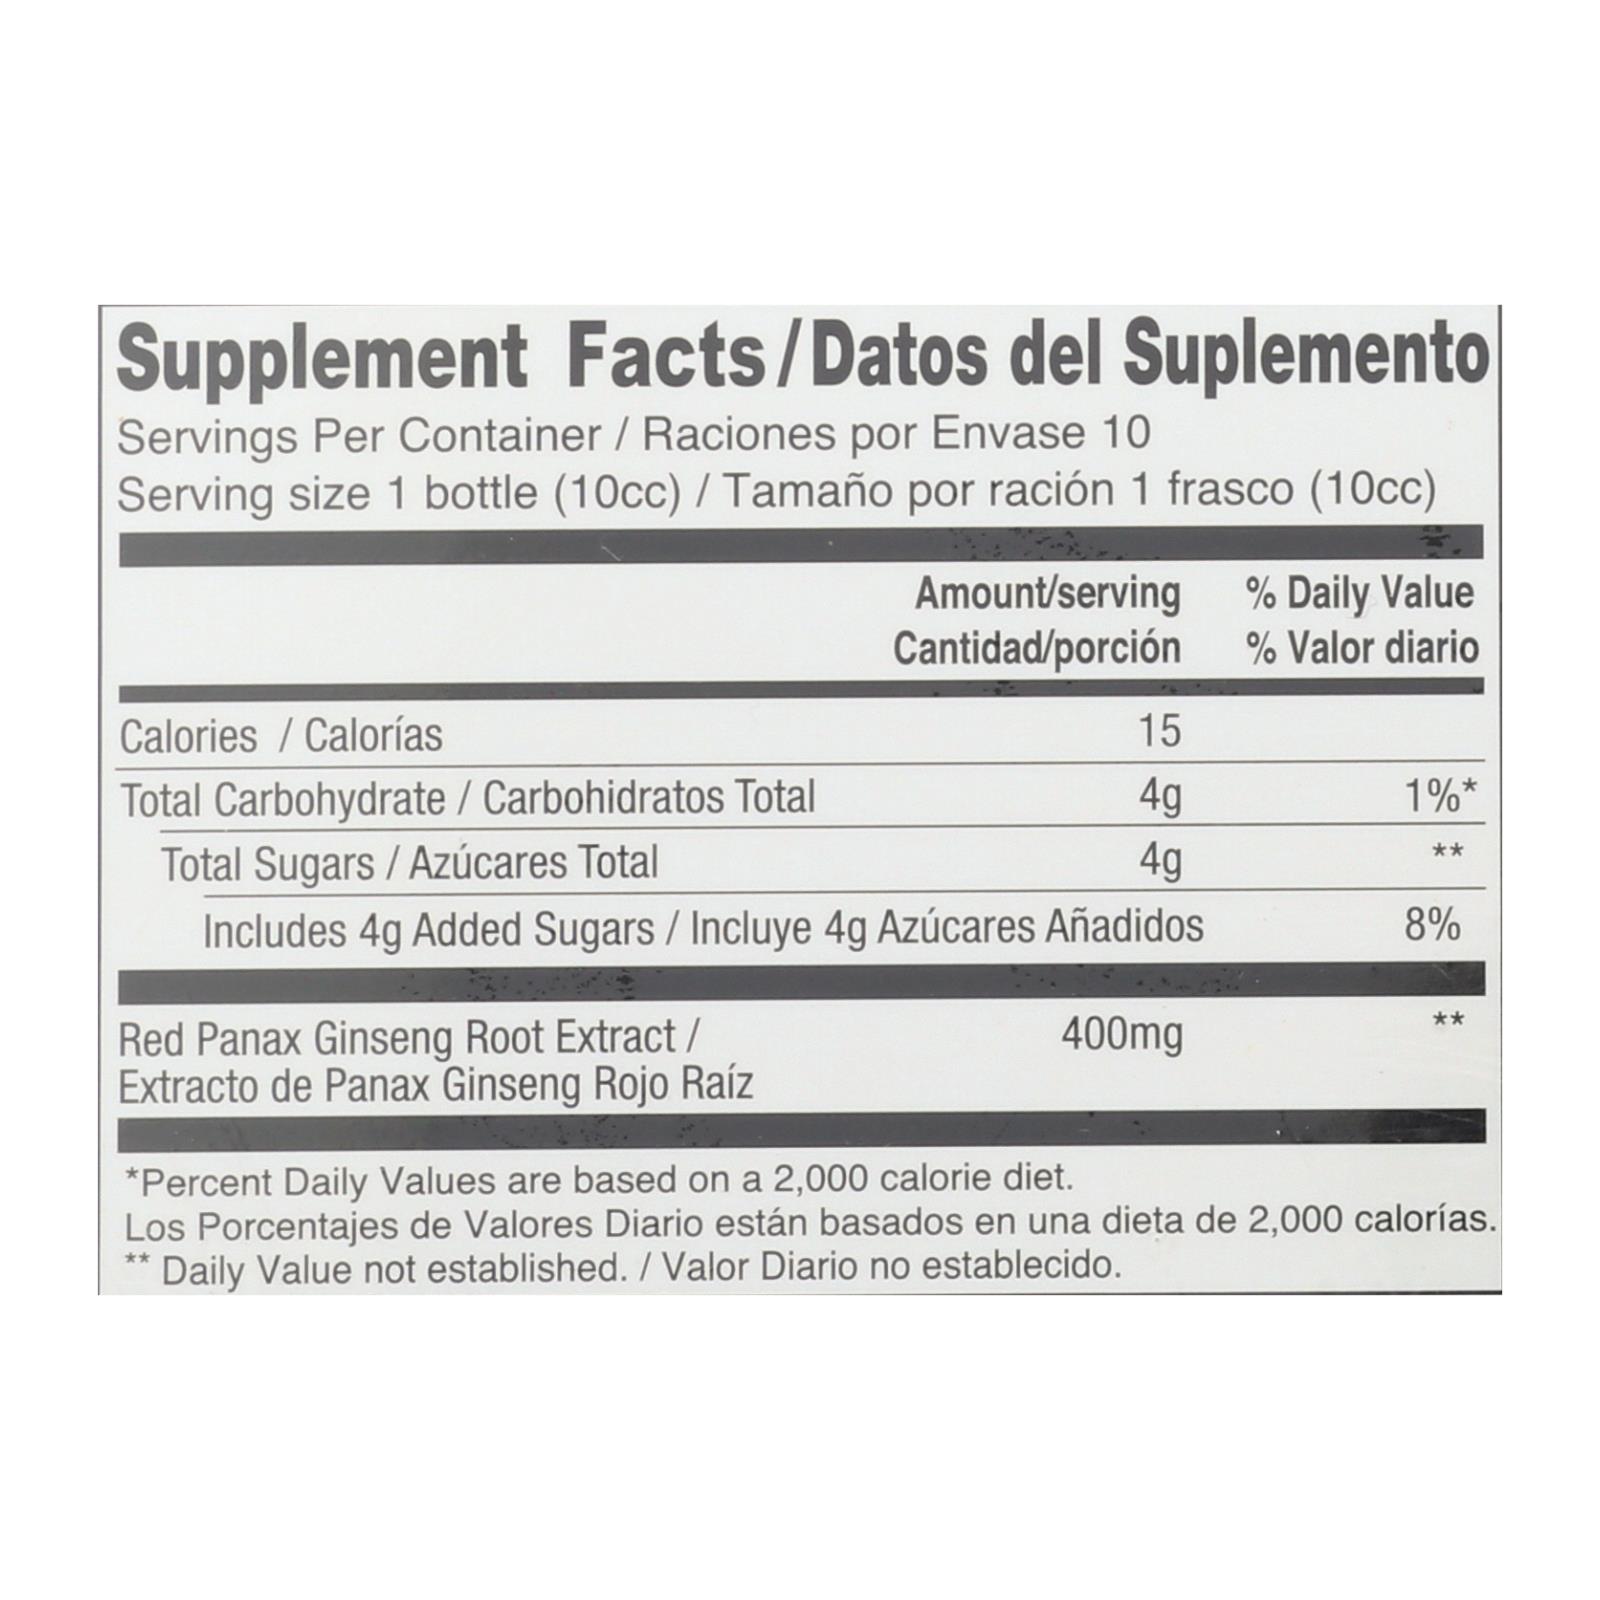 Supplement Facts/Datos del Suplemento
Servings Per Container / Raciones por Envase 10
Serving size 1 bottle (10cc) / Tamaño por ración 1 frasco (10cc)
Amount/serving % Daily Value
Cantidad/porción % Valor diario
Calories / Calorías 15
Total Carbohydrate / Carbohidratos Total 4g 1%*
Total Sugars / Azúcares Total 4g **
Includes 4g Added Sugars / Incluye 4g Azúcares Añadidos 8%
Red Panax Ginseng Root Extract / 400mg **
Extracto de Panax Ginseng Rojo Raíz
*Percent Daily Values are based on a 2,000 calorie diet.
Los Porcentajes de Valores Diario están basados en una dieta de 2,000 calorías.
** Daily Value not established. / Valor Diario no establecido.